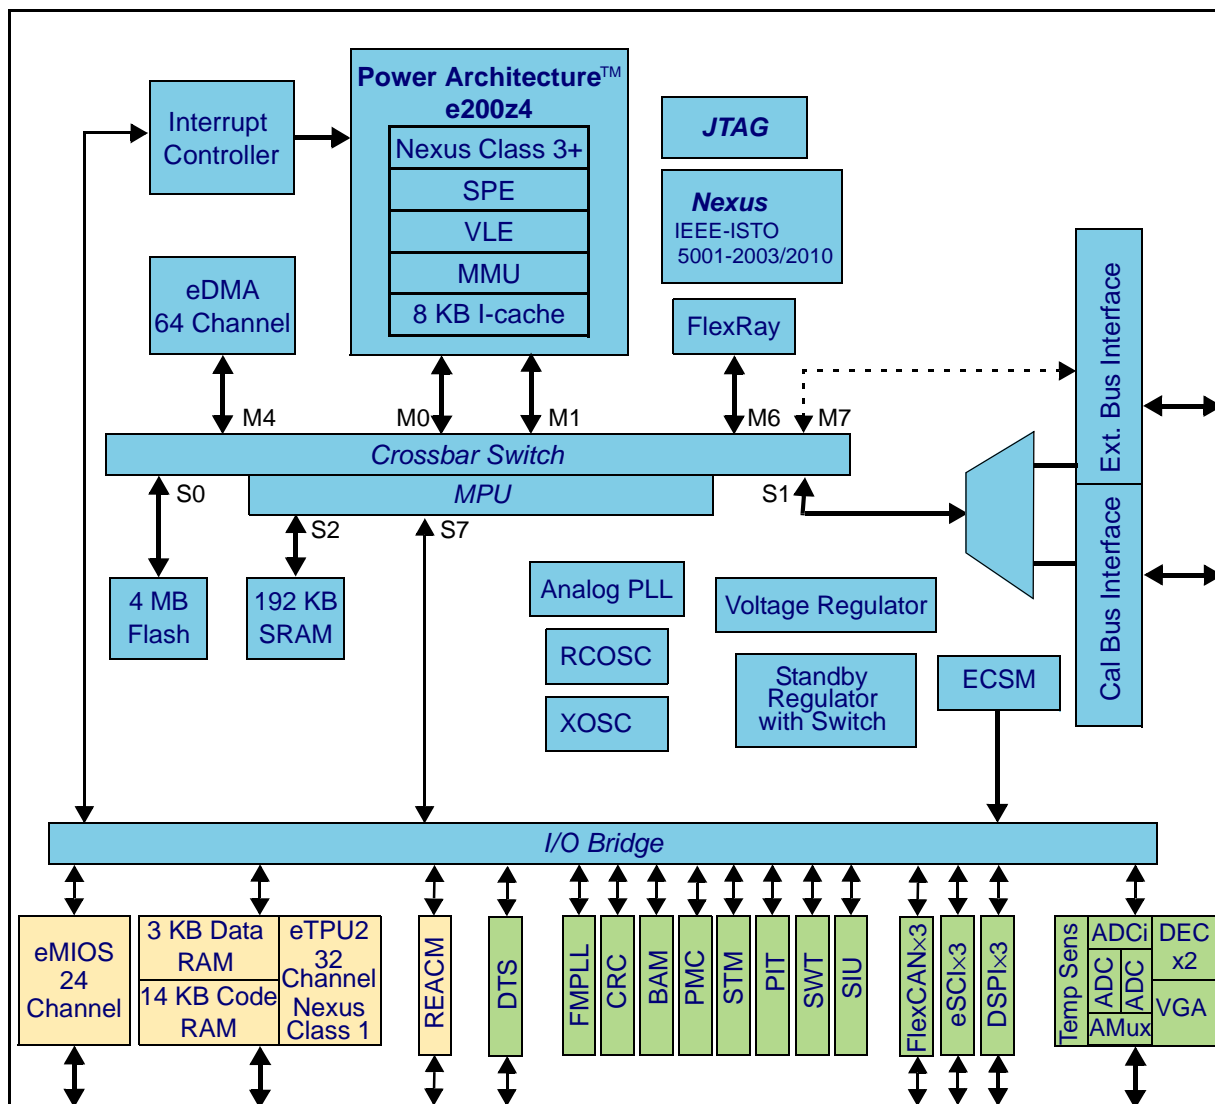 Power Architecture™
e200z4
Nexus Class 3+
SPE
VLE
MMU
8 KB I-cache
Interrupt
Controller
JTAG
Nexus
IEEE-ISTO
5001-2003/2010
eDMA
64 Channel
FlexRay
Ext. Bus Interface
Cal Bus Interface
M4
M0
M1
M6
M7
Crossbar Switch
MPU
S0
S2
S7
S1
4 MB
Flash
192 KB
SRAM
Analog PLL
RCOSC
XOSC
Voltage Regulator
Standby
Regulator
with Switch
ECSM
I/O Bridge
eMIOS
24
Channel
3 KB Data
RAM
14 KB Code
RAM
eTPU2
32
Channel
Nexus
Class 1
REACM
DTS
FMPLL
CRC
BAM
PMC
STM
PIT
SWT
SIU
FlexCAN×3
eSCI×3
DSPI×3
Temp Sens
ADCi
ADC
ADC
AMux
DEC
x2
VGA